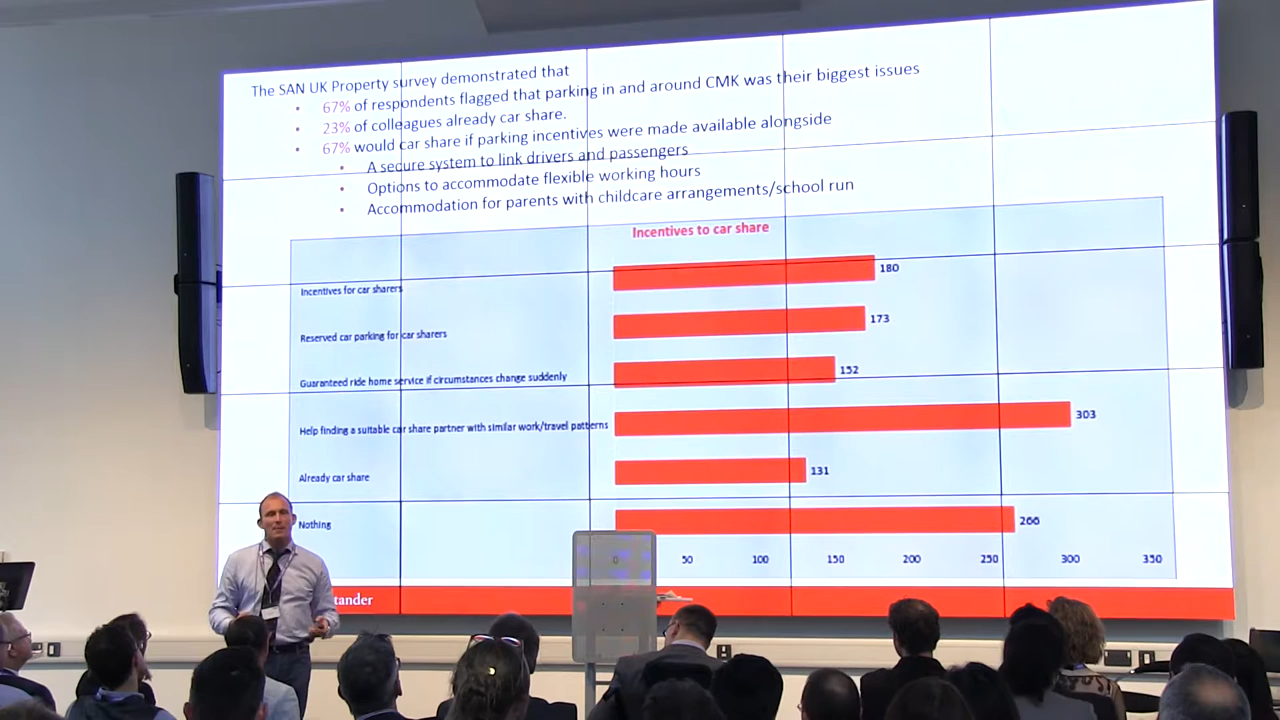 The SAN UK Property survey demonstrated that
• 67% of respondents flagged that parking in and around CMK was their biggest issues
• 23% of colleagues already car share.
• 67% would car share if parking incentives were made available alongside
• A secure system to link drivers and passengers
• Options to accommodate flexible working hours
• Accommodation for parents with childcare arrangements/school run
Incentives to car share
Incentives for car sharers 180
Reserved car parking for car sharers 173
Guaranteed ride home service if circumstances change suddenly 152
Help finding a suitable car share partner with similar work/travel patterns 303
Already car share 131
Nothing 266
0 50 100 150 200 250 300 350
tander